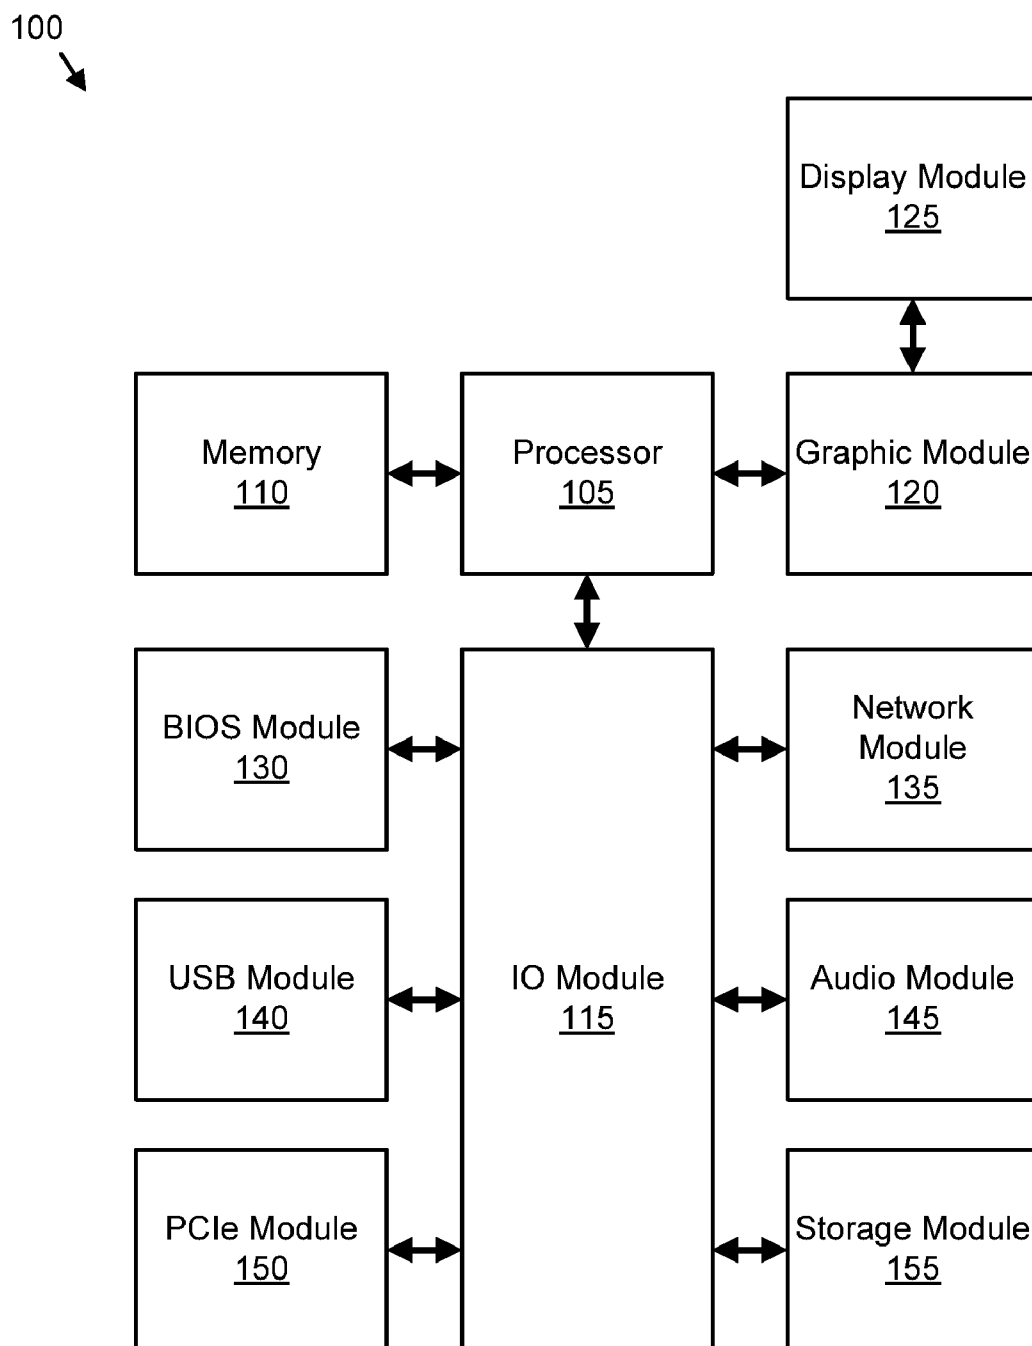 100
Display Module
125
Memory
110
Processor
105
Graphic Module
120
BIOS Module
130
Network
Module
135
USB Module
140
IO Module
115
Audio Module
145
PCIe Module
150
Storage Module
155